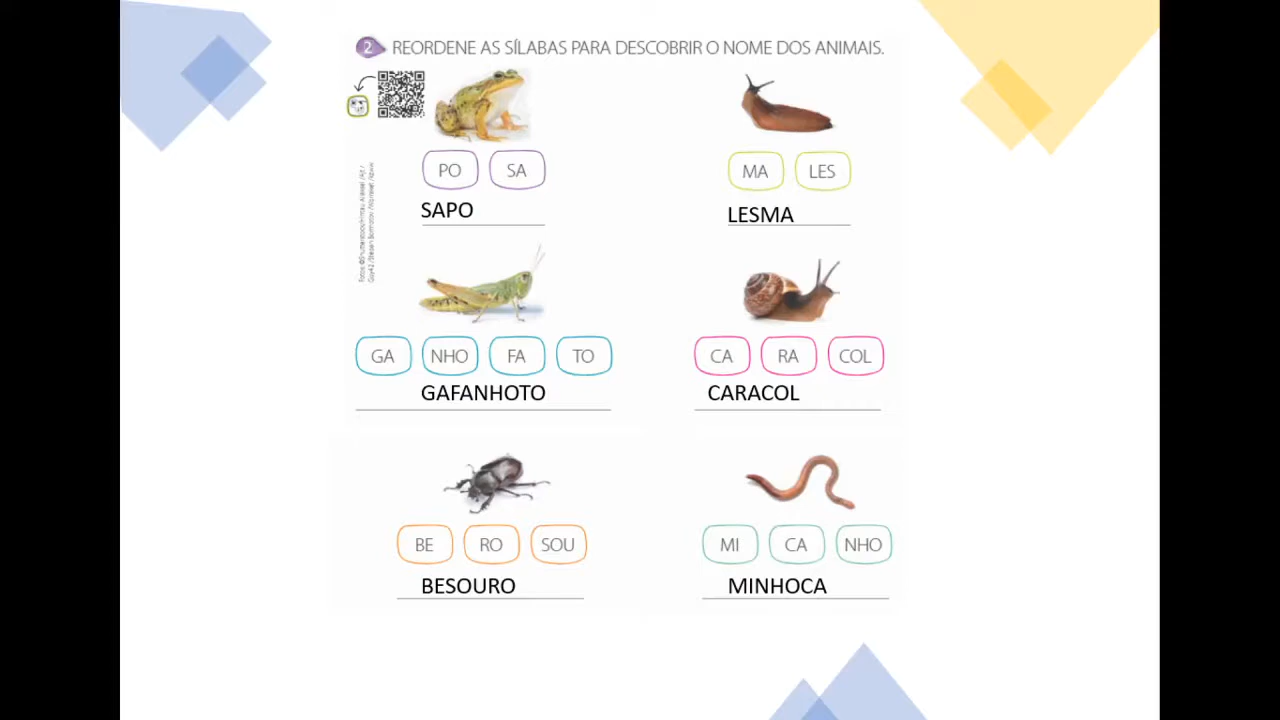 2 REORDENE AS SÍLABAS PARA DESCOBRIR O NOME DOS ANIMAIS.
PO SA
SAPO
MA LES
LESMA
GA NHO FA TO
GAFANHOTO
CA RA COL
CARACOL
BE RO SOU
BESOURO
MI CA NHO
MINHOCA